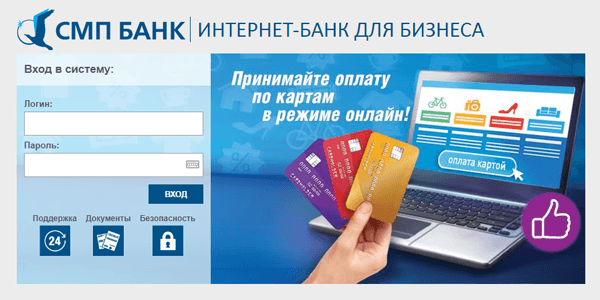 СМП БАНК ИНТЕРНЕТ-БАНК ДЛЯ БИЗНЕСА
Вход в систему:
Логин:
Пароль:
ВХОД
Поддержка Документы Безопасность
24
Принимайте оплату
по картам
в режиме онлайн!
оплата картой